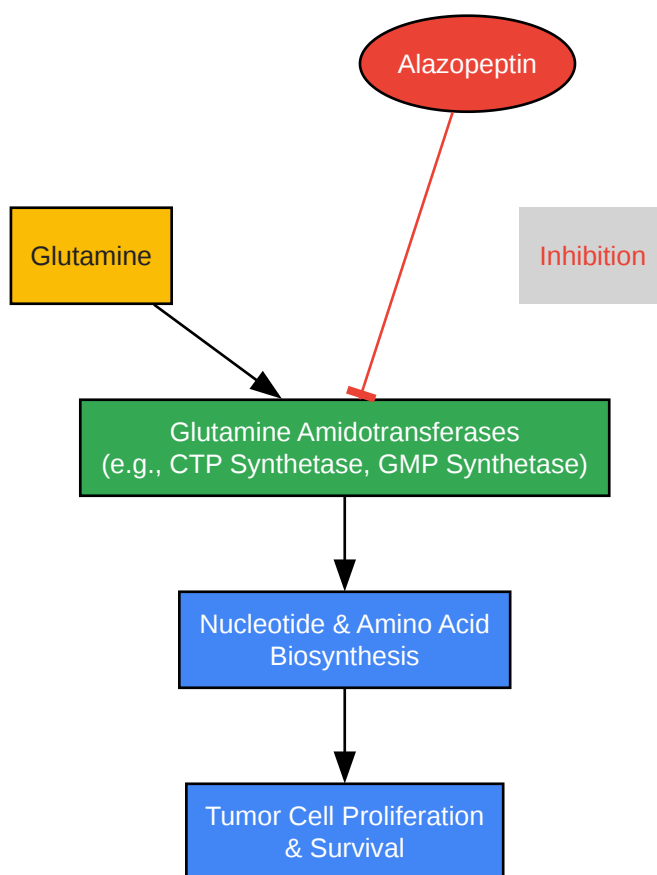 Alazopeptin
Glutamine
Inhibition
Glutamine Amidotransferases
(e.g., CTP Synthetase, GMP Synthetase)
Nucleotide & Amino Acid
Biosynthesis
Tumor Cell Proliferation
& Survival